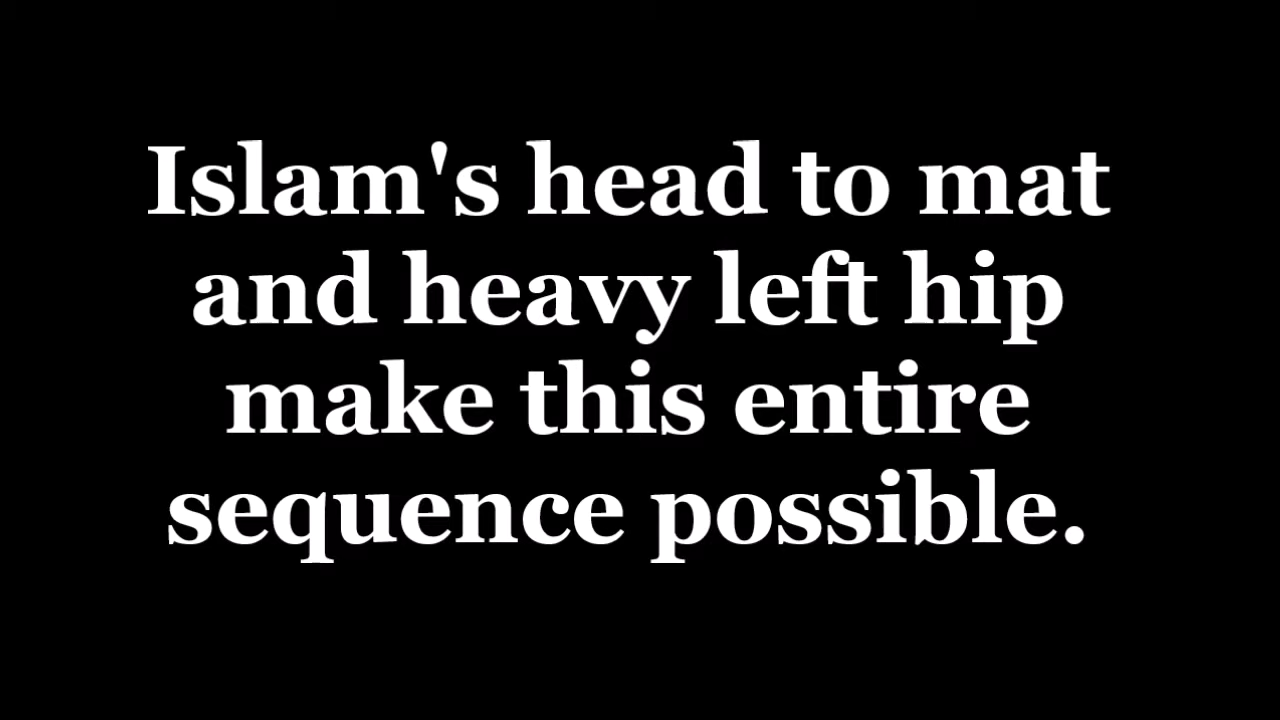 Islam's head to mat
and heavy left hip
make this entire
sequence possible.